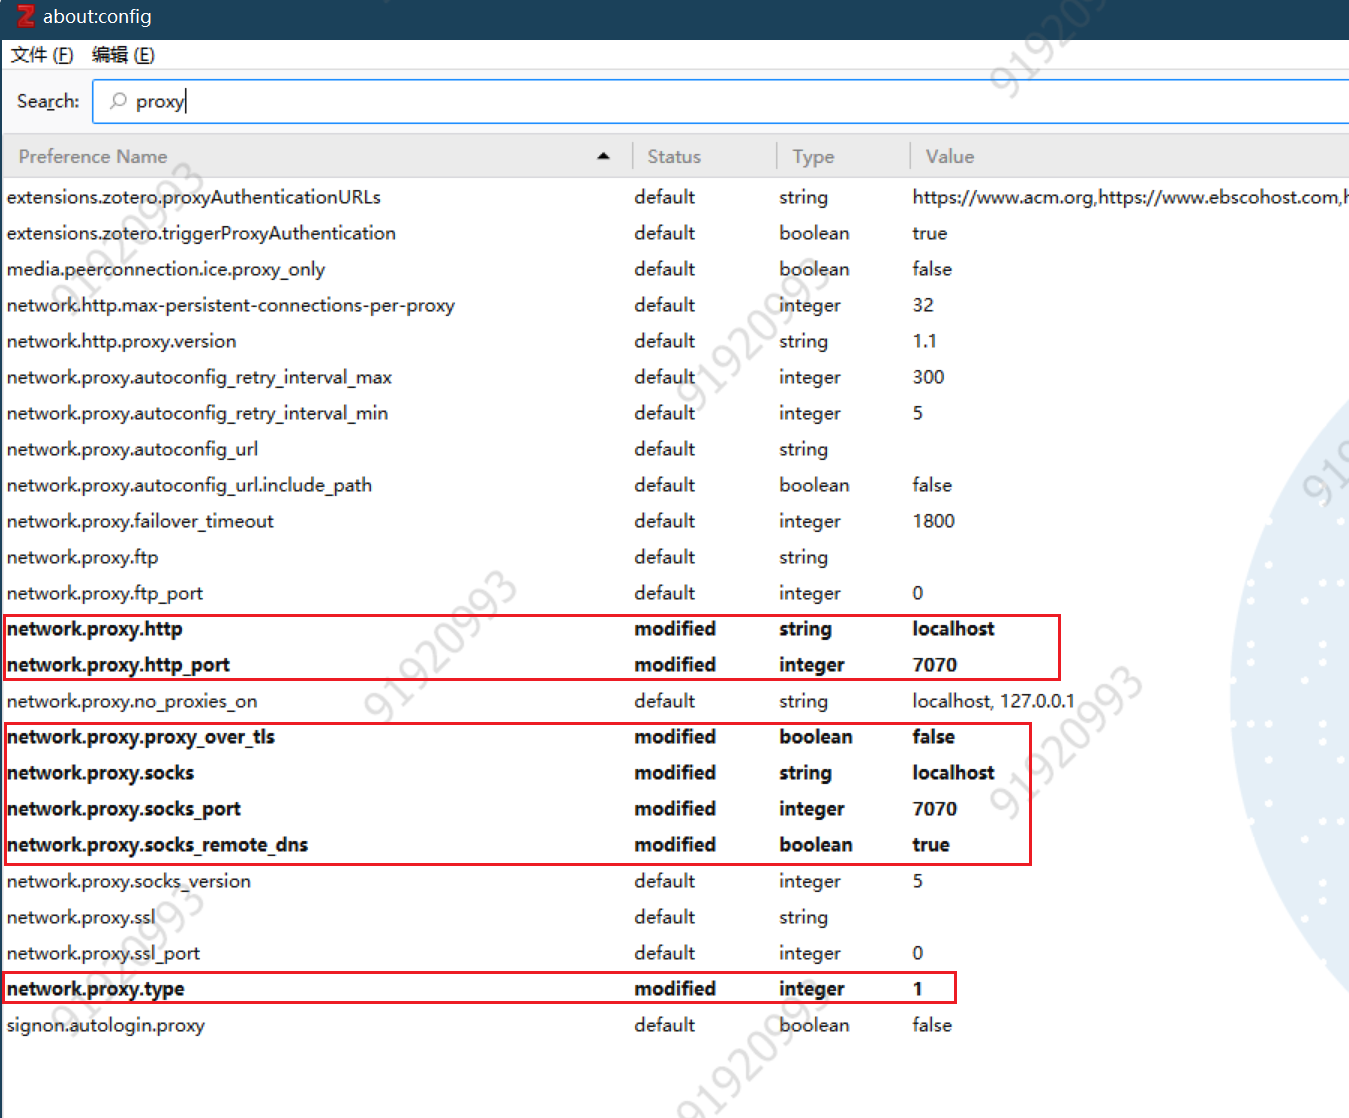 Z about:config
文件 (F) 编辑 (E)
Search: proxy
Preference Name Status Type Value
extensions.zotero.proxyAuthenticationURLs default string https://www.acm.org,https://www.ebscohost.com,h
extensions.zotero.triggerProxyAuthentication default boolean true
media.peerconnection.ice.proxy_only default boolean false
network.http.max-persistent-connections-per-proxy default integer 32
network.http.proxy.version default string 1.1
network.proxy.autoconfig_retry_interval_max default integer 300
network.proxy.autoconfig_retry_interval_min default integer 5
network.proxy.autoconfig_url default string
network.proxy.autoconfig_url.include_path default boolean false
network.proxy.failover_timeout default integer 1800
network.proxy.ftp default string
network.proxy.ftp_port default integer 0
network.proxy.http modified string localhost
network.proxy.http_port modified integer 7070
network.proxy.no_proxies_on default string localhost, 127.0.0.1
network.proxy.proxy_over_tls modified boolean false
network.proxy.socks modified string localhost
network.proxy.socks_port modified integer 7070
network.proxy.socks_remote_dns modified boolean true
network.proxy.socks_version default integer 5
network.proxy.ssl default string
network.proxy.ssl_port default integer 0
network.proxy.type modified integer 1
signon.autologin.proxy default boolean false
91920993
91920993
91920993
91920993
91920993
91920993
91920993